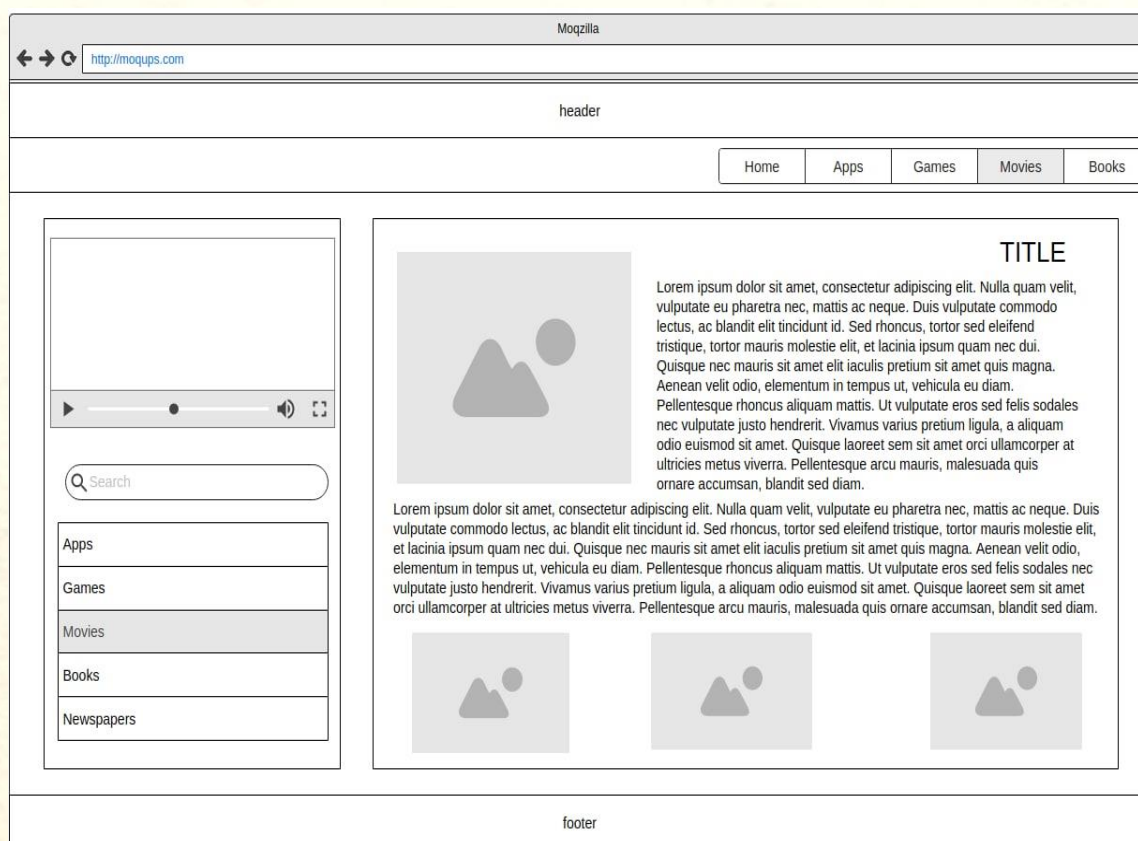 Moqzilla
http://moqups.com
header
Home Apps Games Movies Books
Search
Apps
Games
Movies
Books
Newspapers
TITLE
Lorem ipsum dolor sit amet, consectetur adipiscing elit. Nulla quam velit,
vulputate eu pharetra nec, mattis ac neque. Duis vulputate commodo
lectus, ac blandit elit tincidunt id. Sed rhoncus, tortor sed eleifend
tristique, tortor mauris molestie elit, et lacinia ipsum quam nec dui.
Quisque nec mauris sit amet elit iaculis pretium sit amet quis magna.
Aenean velit odio, elementum in tempus ut, vehicula eu diam.
Pellentesque rhoncus aliquam mattis. Ut vulputate eros sed felis sodales
nec vulputate justo hendrerit. Vivamus varius pretium ligula, a aliquam
odio euismod sit amet. Quisque laoreet sem sit amet orci ullamcorper at
ultricies metus viverra. Pellentesque arcu mauris, malesuada quis
ornare accumsan, blandit sed diam.
Lorem ipsum dolor sit amet, consectetur adipiscing elit. Nulla quam velit, vulputate eu pharetra nec, mattis ac neque. Duis
vulputate commodo lectus, ac blandit elit tincidunt id. Sed rhoncus, tortor sed eleifend tristique, tortor mauris molestie elit,
et lacinia ipsum quam nec dui. Quisque nec mauris sit amet elit iaculis pretium sit amet quis magna. Aenean velit odio,
elementum in tempus ut, vehicula eu diam. Pellentesque rhoncus aliquam mattis. Ut vulputate eros sed felis sodales nec
vulputate justo hendrerit. Vivamus varius pretium ligula, a aliquam odio euismod sit amet. Quisque laoreet sem sit amet
orci ullamcorper at ultricies metus viverra. Pellentesque arcu mauris, malesuada quis ornare accumsan, blandit sed diam.
footer